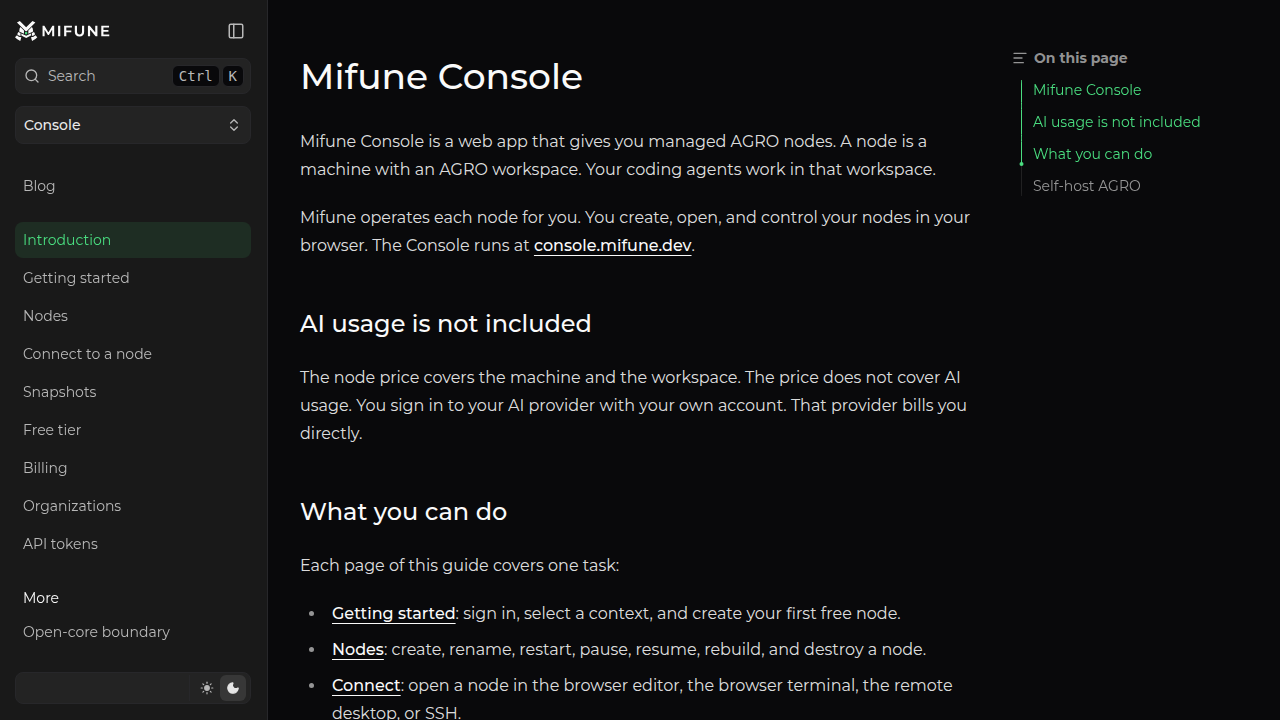 MIFUNE
Search Ctrl K
Console
Blog
Introduction
Getting started
Nodes
Connect to a node
Snapshots
Free tier
Billing
Organizations
API tokens
More
Open-core boundary
Mifune Console
Mifune Console is a web app that gives you managed AGRO nodes. A node is a
machine with an AGRO workspace. Your coding agents work in that workspace.
Mifune operates each node for you. You create, open, and control your nodes in your
browser. The Console runs at console.mifune.dev.
AI usage is not included
The node price covers the machine and the workspace. The price does not cover AI
usage. You sign in to your AI provider with your own account. That provider bills you
directly.
What you can do
Each page of this guide covers one task:
Getting started: sign in, select a context, and create your first free node.
Nodes: create, rename, restart, pause, resume, rebuild, and destroy a node.
Connect: open a node in the browser editor, the browser terminal, the remote
desktop, or SSH.
On this page
Mifune Console
AI usage is not included
What you can do
Self-host AGRO